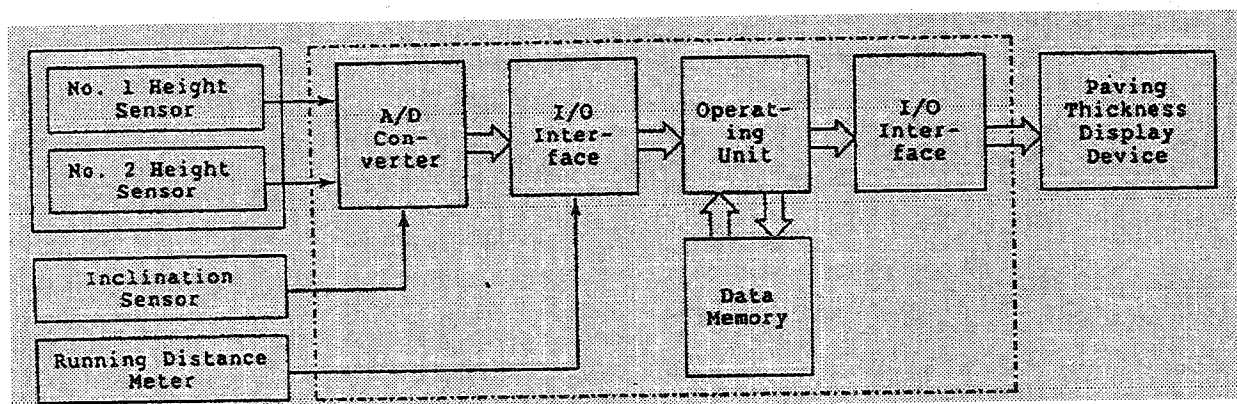 No. 1 Height
Sensor
No. 2 Height
Sensor
Inclination
Sensor
Running Distance
Meter
A/D
Con-
verter
I/O
Inter-
face
Operat-
ing
Unit
Data
Memory
I/O
Inter-
face
Paving
Thickness
Display
Device